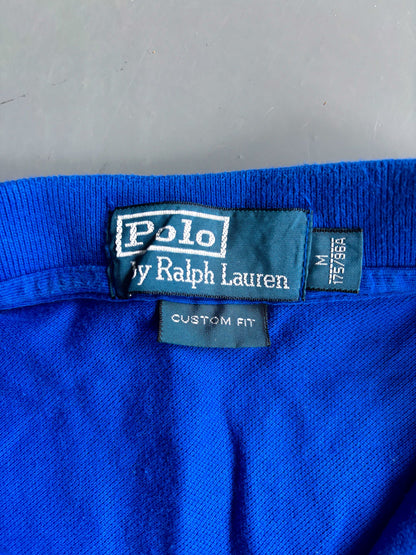 Polo
by Ralph Lauren
CUSTOM FIT
M
175/96A